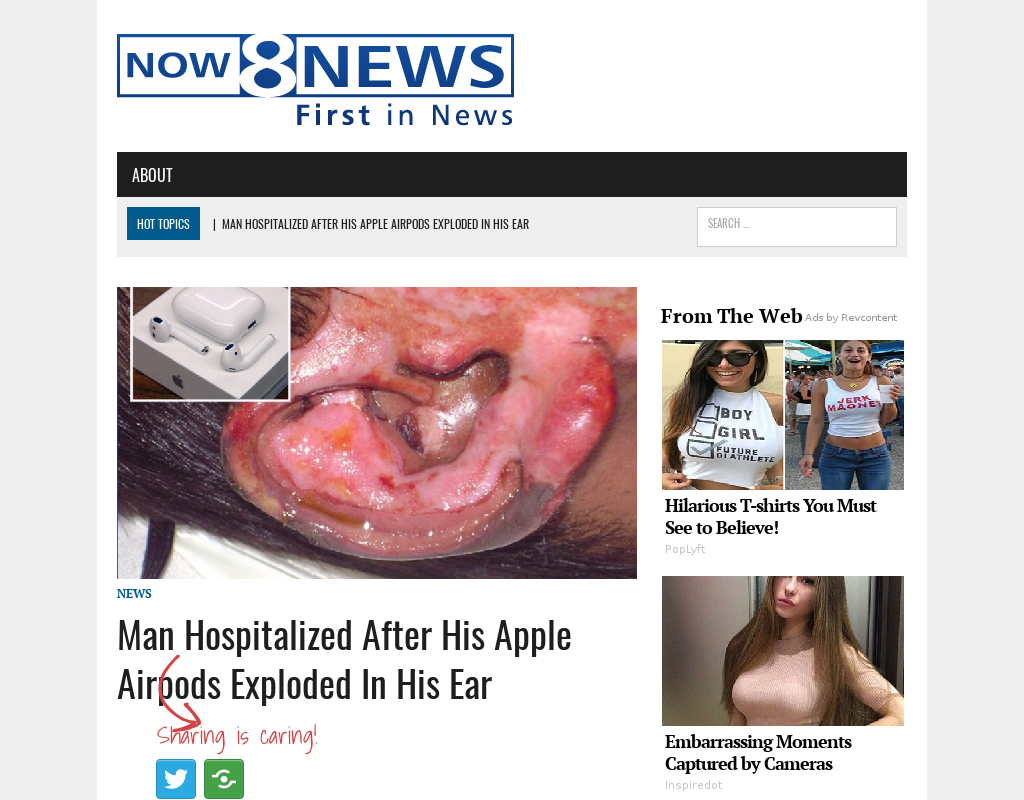 NOW 8 NEWS
First in News
ABOUT
HOT TOPICS | MAN HOSPITALIZED AFTER HIS APPLE AIRPODS EXPLODED IN HIS EAR
SEARCH ...
From The Web Ads by Revcontent
BOY
GIRL
FUTURE
JERK
MAGNET
Hilarious T-shirts You Must
See to Believe!
PopLyft
NEWS
Man Hospitalized After His Apple
Airpods Exploded In His Ear
Sharing is caring!
Embarrassing Moments
Captured by Cameras
Inspiredot